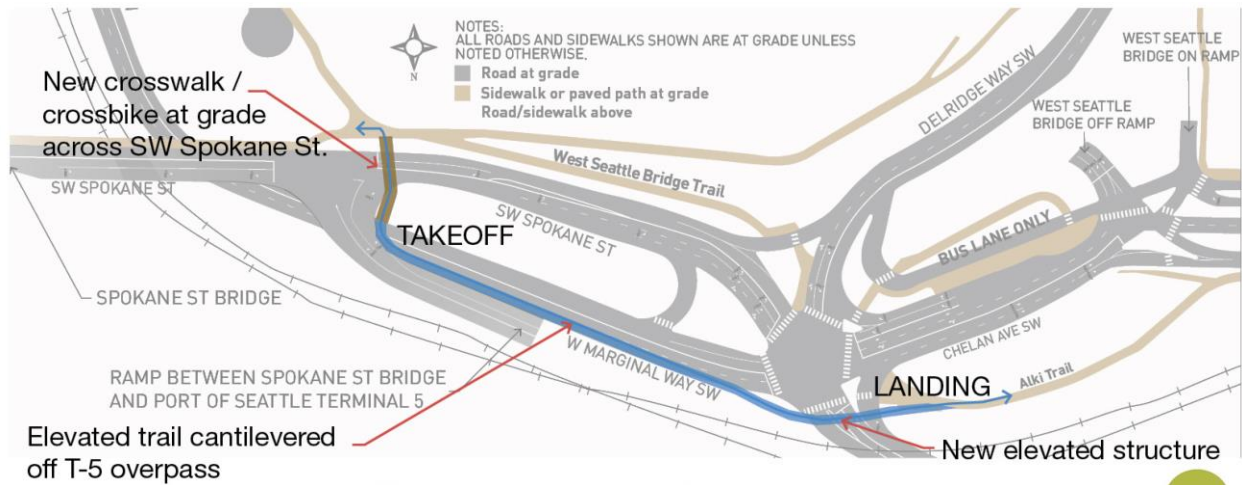 NOTES:
ALL ROADS AND SIDEWALKS SHOWN ARE AT GRADE UNLESS
NOTED OTHERWISE.
Road at grade
Sidewalk or paved path at grade
Road/sidewalk above
N
New crosswalk /
crossbike at grade
across SW Spokane St.
WEST SEATTLE
BRIDGE ON RAMP
WEST SEATTLE
BRIDGE OFF RAMP
DELRIDGE WAY SW
West Seattle Bridge Trail
SW SPOKANE ST
SW SPOKANE ST
TAKEOFF
BUS LANE ONLY
SPOKANE ST BRIDGE
CHELAN AVE SW
W MARGINAL WAY SW
RAMP BETWEEN SPOKANE ST BRIDGE
AND PORT OF SEATTLE TERMINAL 5
LANDING
Alki Trail
Elevated trail cantilevered
off T-5 overpass
New elevated structure